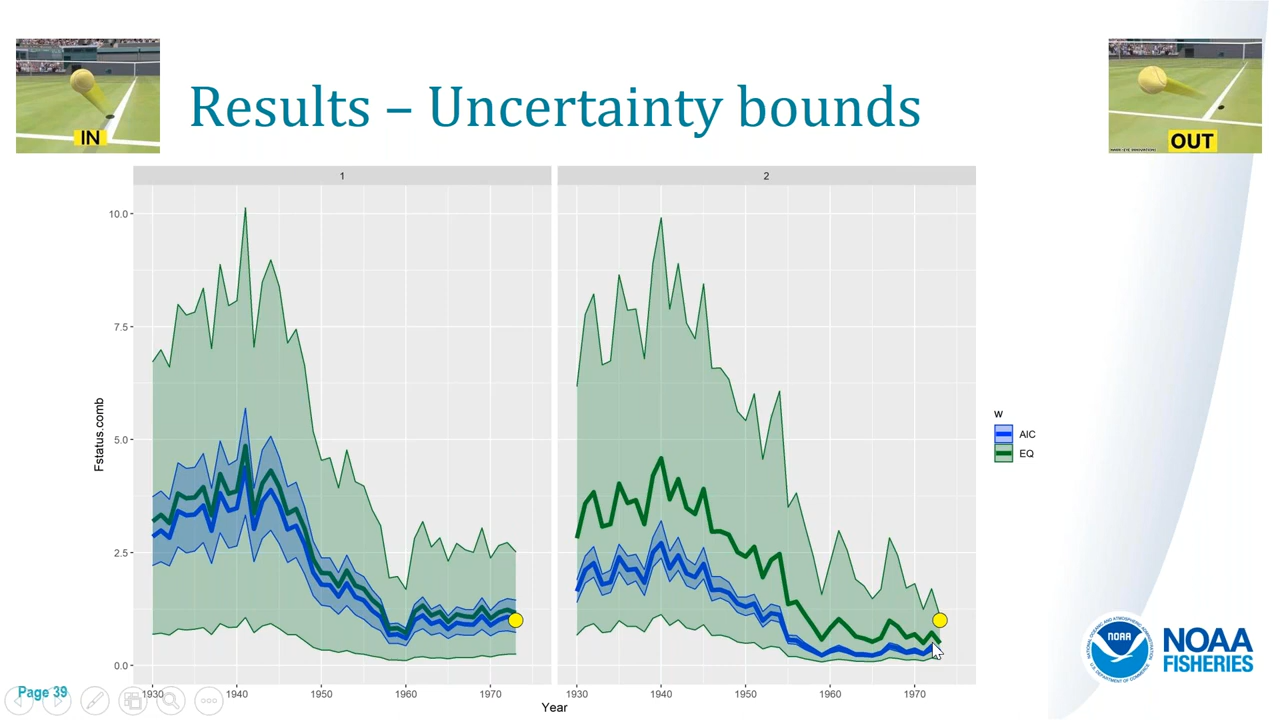 IN
Results – Uncertainty bounds
OUT
1
2
10.0
7.5
5.0
2.5
0.0
Fstatus.comb
1930
1940
1950
1960
1970
1930
1940
1950
1960
1970
Year
w
AIC
EQ
NOAA
NOAA
FISHERIES
Page 39